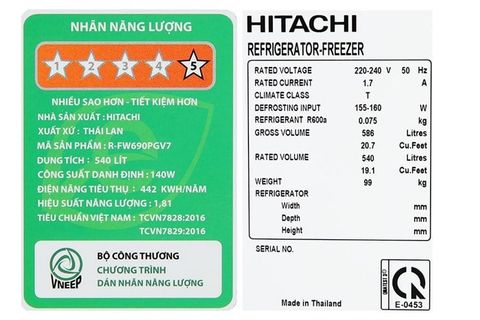 NHÃN NĂNG LƯỢNG
1 2 3 4 5
NHIỀU SAO HƠN - TIẾT KIỆM HƠN
NHÀ SẢN XUẤT : HITACHI
XUẤT XỨ : THÁI LAN
MÃ SẢN PHẨM : R-FW690PGV7
DUNG TÍCH : 540 LÍT
CÔNG SUẤT DANH ĐỊNH : 140W
ĐIỆN NĂNG TIÊU THỤ : 442 KWH/NĂM
HIỆU SUẤT NĂNG LƯỢNG : 1,81
TIÊU CHUẨN VIỆT NAM : TCVN7828:2016
TCVN7829:2016
VNEEP
BỘ CÔNG THƯƠNG
CHƯƠNG TRÌNH
DÁN NHÃN NĂNG LƯỢNG
HITACHI
REFRIGERATOR-FREEZER
RATED VOLTAGE 220-240 V 50 Hz
RATED CURRENT 1.7 A
CLIMATE CLASS T
DEFROSTING INPUT 155-160 W
REFRIGERANT R600a 0.075 kg
GROSS VOLUME 586 Litres
20.7 Cu.Feet
RATED VOLUME 540 Litres
19.1 Cu.Feet
WEIGHT 99 kg
REFRIGERATOR
Width mm
Depth mm
Height mm
SERIAL NO.
Made in Thailand
E-0453